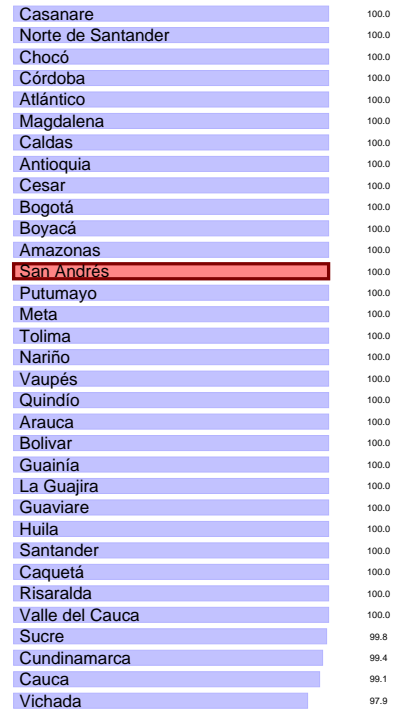 Casanare 100.0
Norte de Santander 100.0
Chocó 100.0
Córdoba 100.0
Atlántico 100.0
Magdalena 100.0
Caldas 100.0
Antioquia 100.0
Cesar 100.0
Bogotá 100.0
Boyacá 100.0
Amazonas 100.0
San Andrés 100.0
Putumayo 100.0
Meta 100.0
Tolima 100.0
Nariño 100.0
Vaupés 100.0
Quindío 100.0
Arauca 100.0
Bolivar 100.0
Guainía 100.0
La Guajira 100.0
Guaviare 100.0
Huila 100.0
Santander 100.0
Caquetá 100.0
Risaralda 100.0
Valle del Cauca 100.0
Sucre 99.8
Cundinamarca 99.4
Cauca 99.1
Vichada 97.9